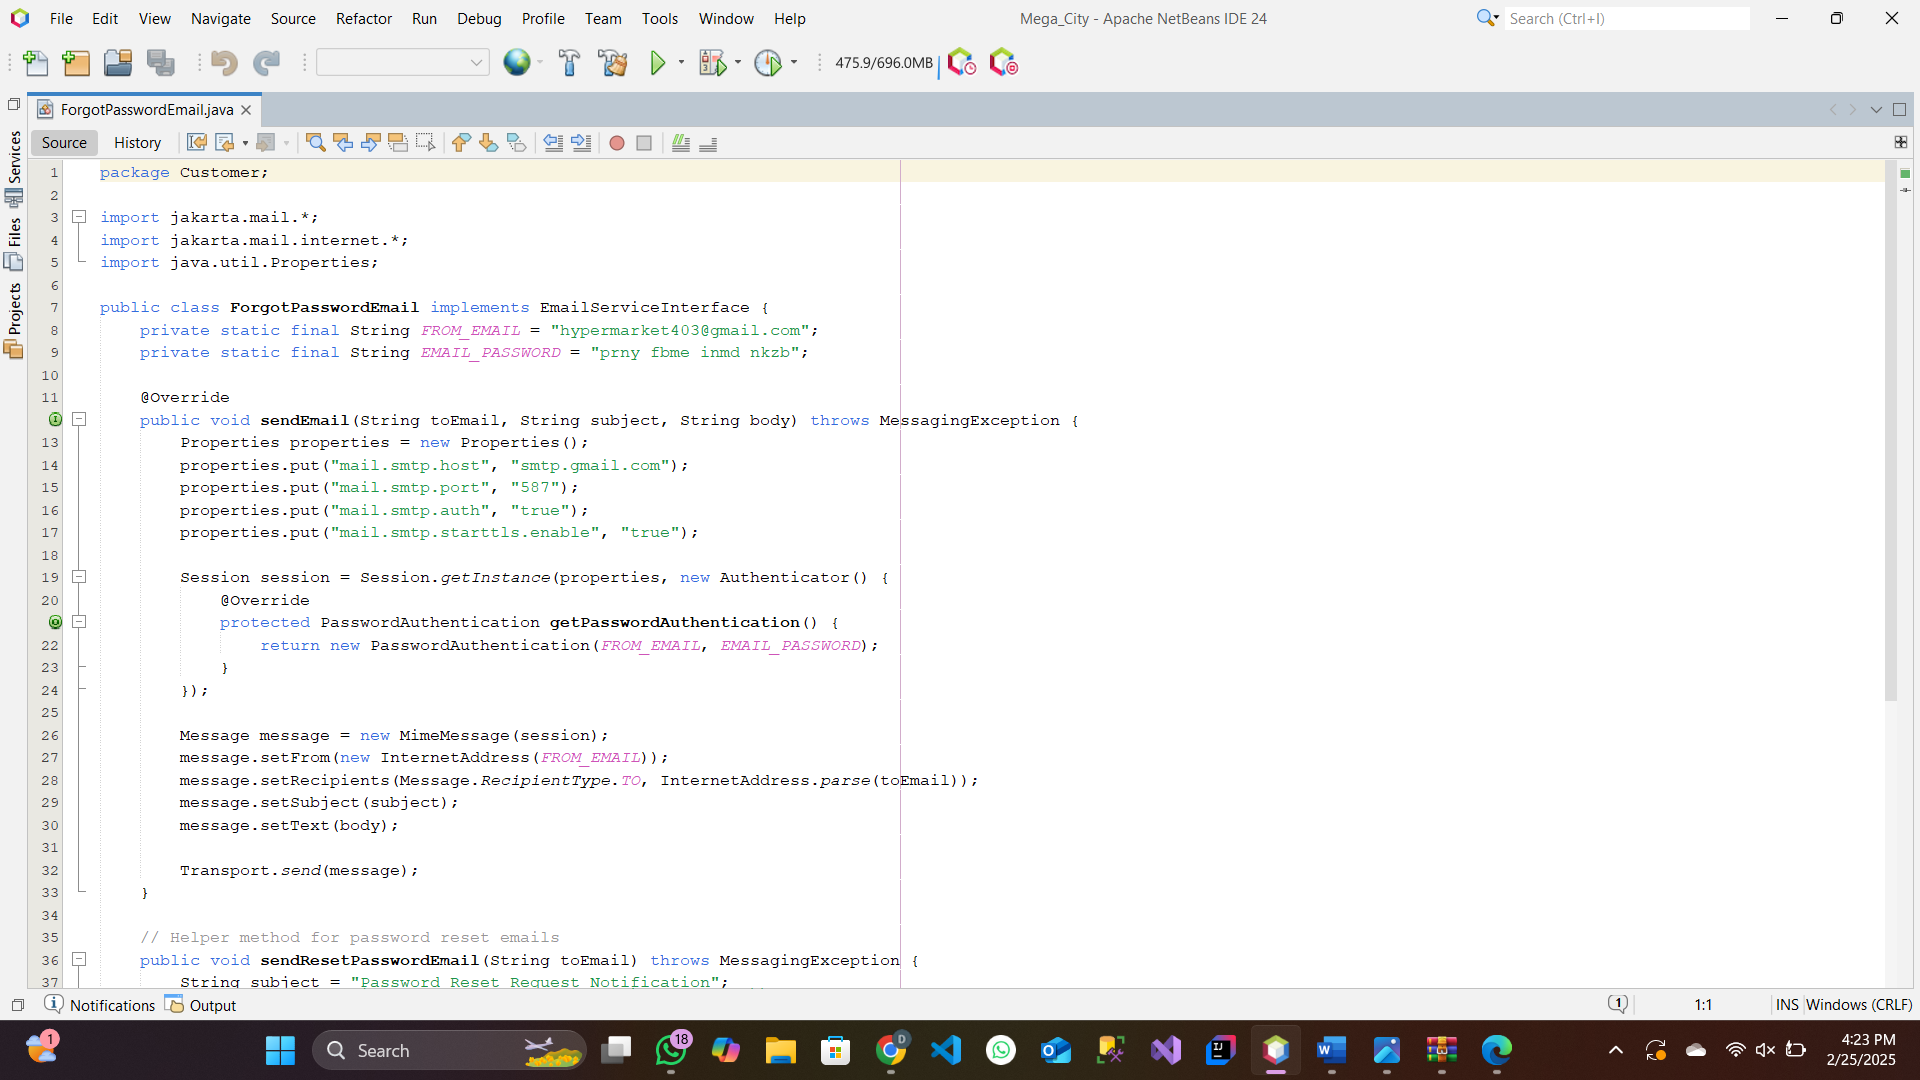 File Edit View Navigate Source Refactor Run Debug Profile Team Tools Window Help
Mega_City - Apache NetBeans IDE 24
Search (Ctrl+I)
475.9/696.0MB
ForgotPasswordEmail.java
Source History
Services
Files
Projects
1 package Customer;
2
3 import jakarta.mail.*;
4 import jakarta.mail.internet.*;
5 import java.util.Properties;
6
7 public class ForgotPasswordEmail implements EmailServiceInterface {
8 private static final String FROM_EMAIL = "hypermarket403@gmail.com";
9 private static final String EMAIL_PASSWORD = "prny fbme inmd nkzb";
10
11 @Override
public void sendEmail(String toEmail, String subject, String body) throws MessagingException {
13 Properties properties = new Properties();
14 properties.put("mail.smtp.host", "smtp.gmail.com");
15 properties.put("mail.smtp.port", "587");
16 properties.put("mail.smtp.auth", "true");
17 properties.put("mail.smtp.starttls.enable", "true");
18
19 Session session = Session.getInstance(properties, new Authenticator() {
20 @Override
protected PasswordAuthentication getPasswordAuthentication() {
22 return new PasswordAuthentication(FROM_EMAIL, EMAIL_PASSWORD);
23 }
24 });
25
26 Message message = new MimeMessage(session);
27 message.setFrom(new InternetAddress(FROM_EMAIL));
28 message.setRecipients(Message.RecipientType.TO, InternetAddress.parse(toEmail));
29 message.setSubject(subject);
30 message.setText(body);
31
32 Transport.send(message);
33 }
34
35 // Helper method for password reset emails
36 public void sendResetPasswordEmail(String toEmail) throws MessagingException {
37 String subject = "Password Reset Request Notification";
Notifications Output
1 1:1 INS Windows (CRLF)
1
Search
18
D
4:23 PM
2/25/2025